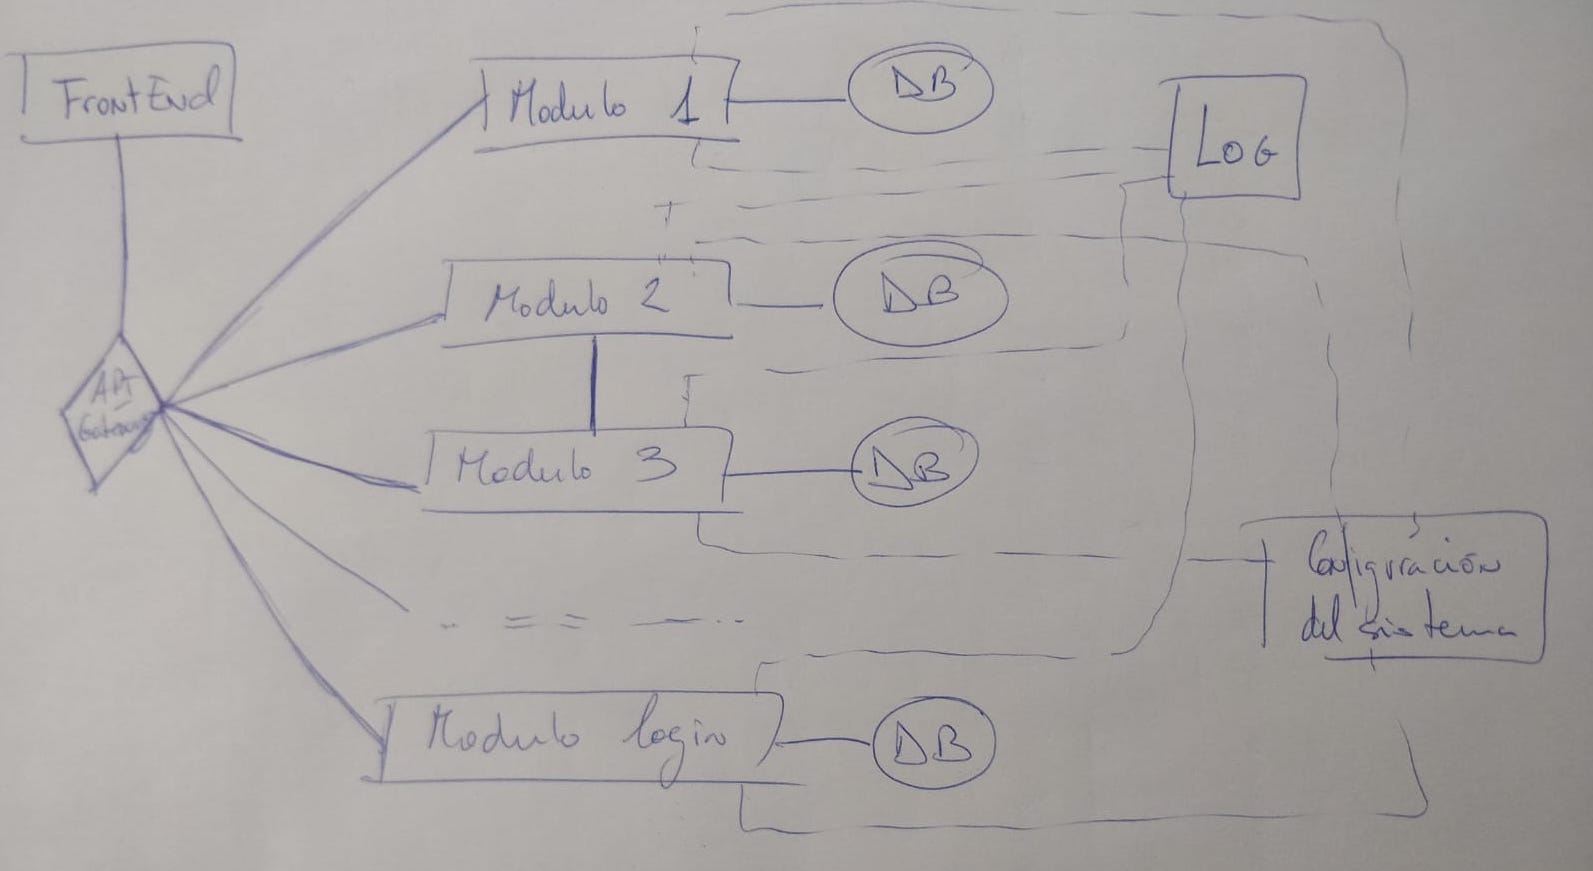 FrontEnd
API
Gateway
Modulo 1
DB
Log
Modulo 2
DB
Modulo 3
DB
Configuración
del sistema
Modulo login
DB